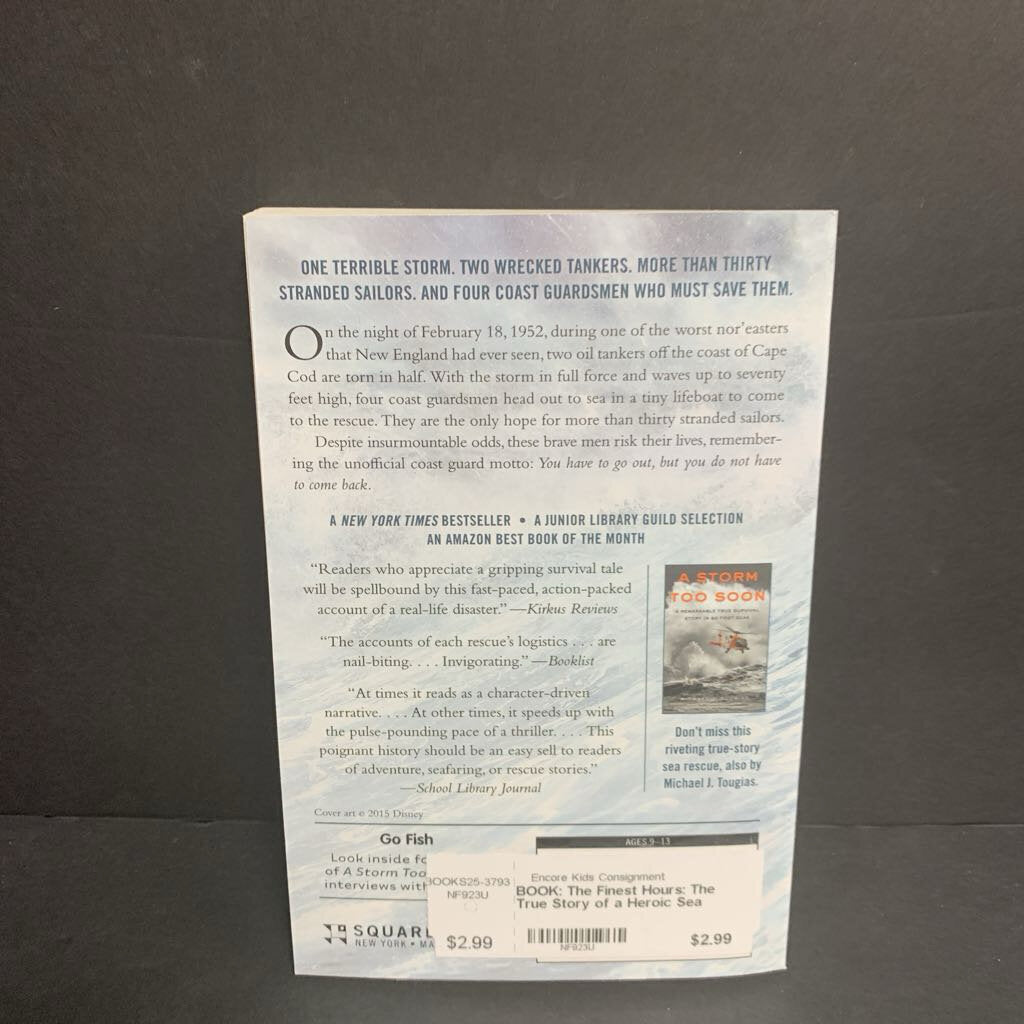 ONE TERRIBLE STORM. TWO WRECKED TANKERS. MORE THAN THIRTY
STRANDED SAILORS. AND FOUR COAST GUARDSMEN WHO MUST SAVE THEM.
On the night of February 18, 1952, during one of the worst nor'easters
that New England had ever seen, two oil tankers off the coast of Cape
Cod are torn in half. With the storm in full force and waves up to seventy
feet high, four coast guardsmen head out to sea in a tiny lifeboat to come
to the rescue. They are the only hope for more than thirty stranded sailors.
Despite insurmountable odds, these brave men risk their lives, remember-
ing the unofficial coast guard motto: You have to go out, but you do not have
to come back.
A NEW YORK TIMES BESTSELLER • A JUNIOR LIBRARY GUILD SELECTION
AN AMAZON BEST BOOK OF THE MONTH
“Readers who appreciate a gripping survival tale
will be spellbound by this fast-paced, action-packed
account of a real-life disaster.” —Kirkus Reviews
“The accounts of each rescue's logistics . . . are
nail-biting. . . . Invigorating.” —Booklist
“At times it reads as a character-driven
narrative. . . . At other times, it speeds up with
the pulse-pounding pace of a thriller. . . . This
poignant history should be an easy sell to readers
of adventure, seafaring, or rescue stories.”
—School Library Journal
A STORM
TOO SOON
A REMARKABLE TRUE SURVIVAL
STORY IN 80-FOOT SEAS
Don't miss this
riveting true-story
sea rescue, also by
Michael J. Tougias.
Cover art © 2015 Disney
Go Fish
Look inside fo
of A Storm Too
interviews with
SQUAR
NEW YORK • MA
AGES 9–13
BOOKS25-3793
NF923U
$2.99
Encore Kids Consignment
BOOK: The Finest Hours: The
True Story of a Heroic Sea
NF923U
$2.99